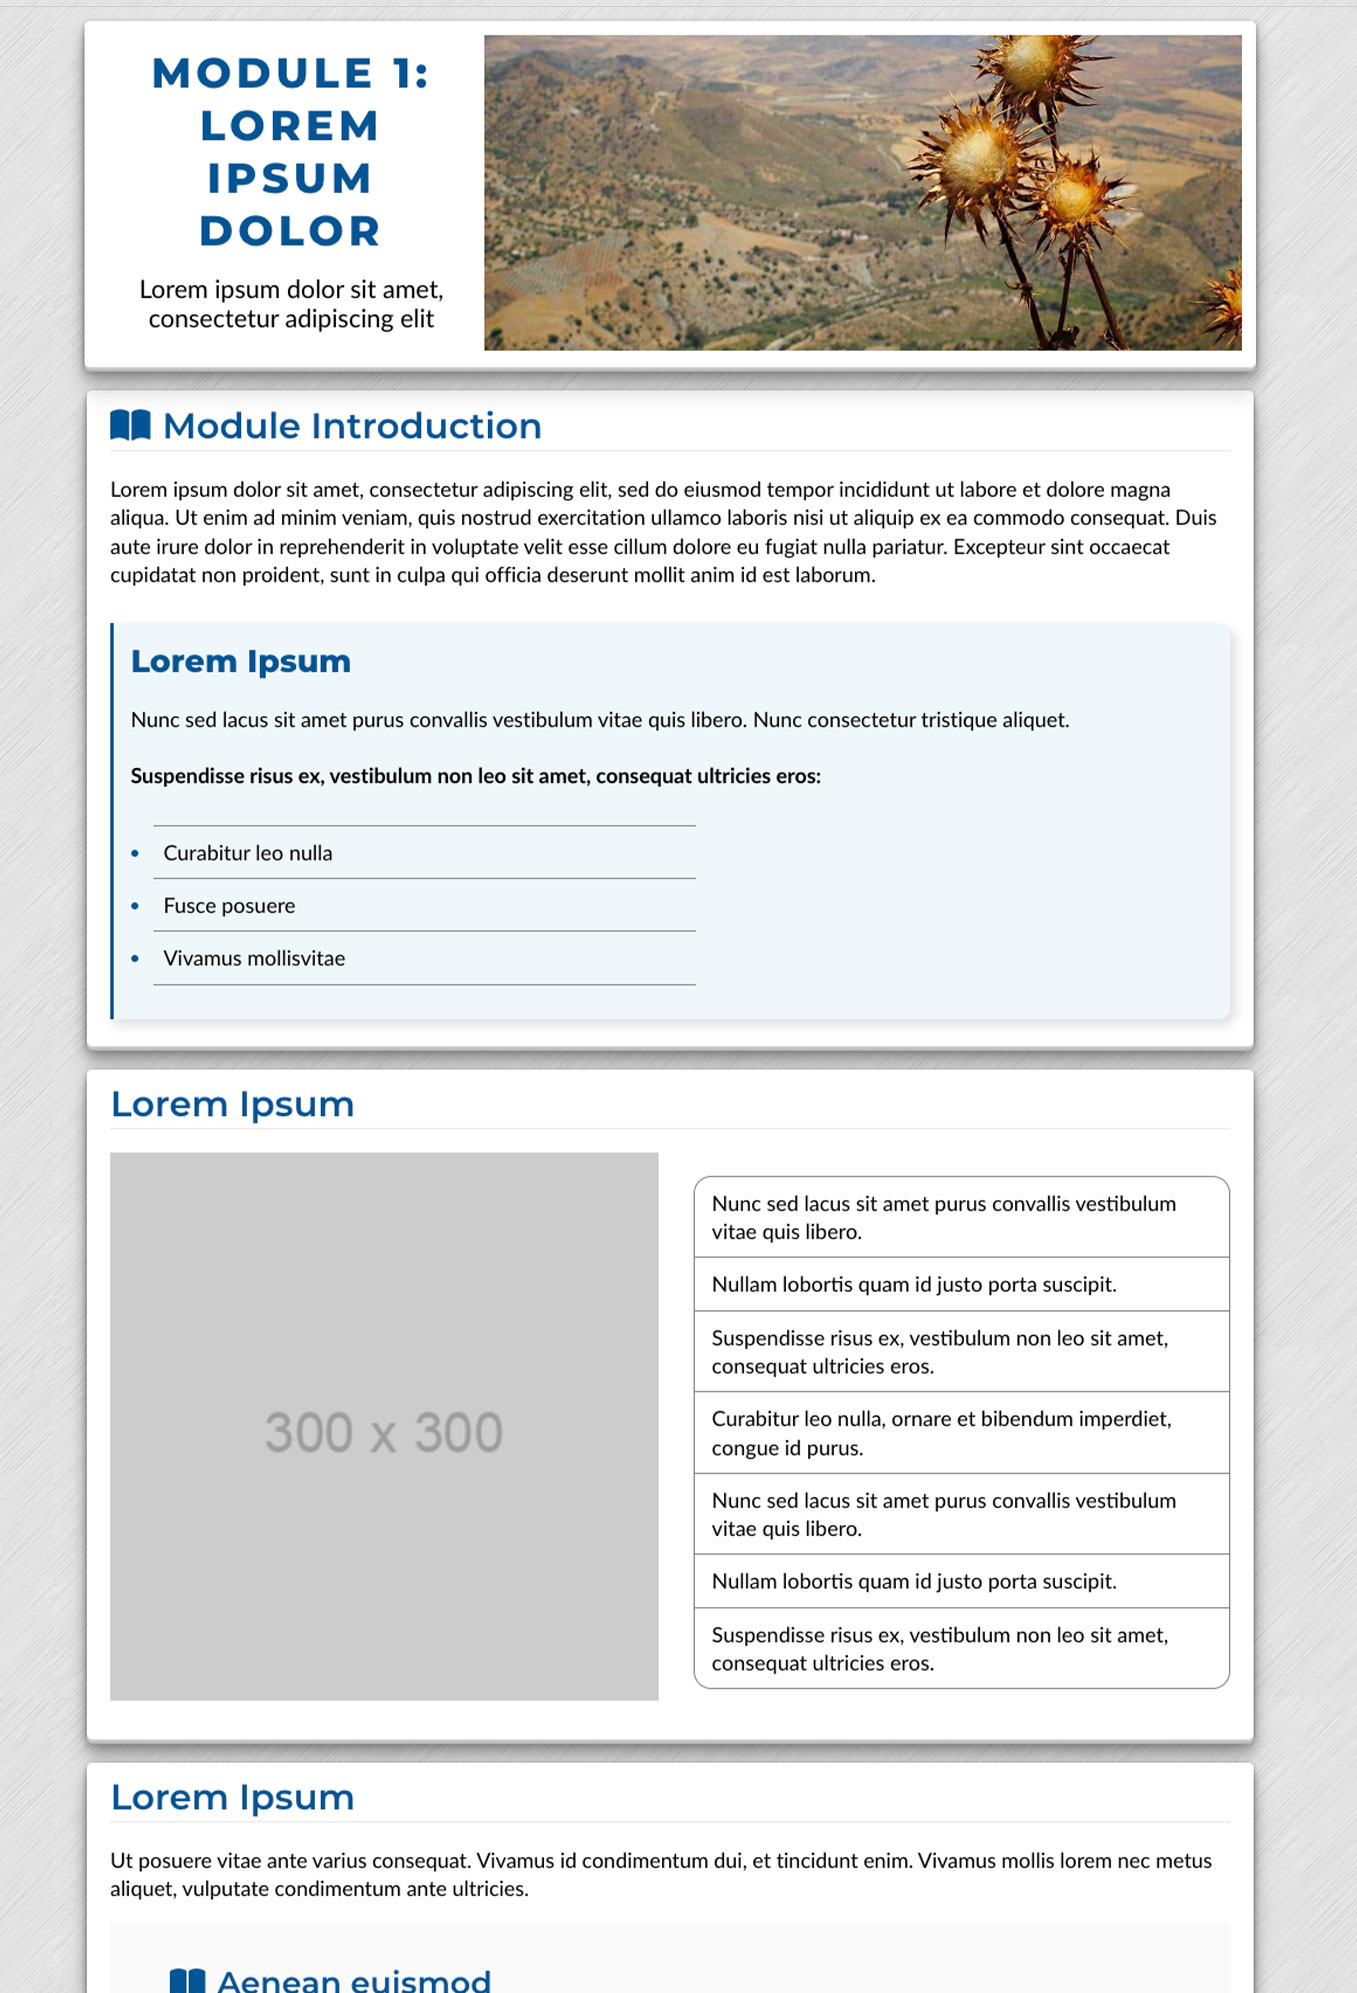 MODULE 1:
LOREM
IPSUM
DOLOR
Lorem ipsum dolor sit amet,
consectetur adipiscing elit
Module Introduction
Lorem ipsum dolor sit amet, consectetur adipiscing elit, sed do eiusmod tempor incididunt ut labore et dolore magna
aliqua. Ut enim ad minim veniam, quis nostrud exercitation ullamco laboris nisi ut aliquip ex ea commodo consequat. Duis
aute irure dolor in reprehenderit in voluptate velit esse cillum dolore eu fugiat nulla pariatur. Excepteur sint occaecat
cupidatat non proident, sunt in culpa qui officia deserunt mollit anim id est laborum.
Lorem Ipsum
Nunc sed lacus sit amet purus convallis vestibulum vitae quis libero. Nunc consectetur tristique aliquet.
Suspendisse risus ex, vestibulum non leo sit amet, consequat ultricies eros:
• Curabitur leo nulla
• Fusce posuere
• Vivamus mollisvitae
Lorem Ipsum
300 x 300
Nunc sed lacus sit amet purus convallis vestibulum
vitae quis libero.
Nullam lobortis quam id justo porta suscipit.
Suspendisse risus ex, vestibulum non leo sit amet,
consequat ultricies eros.
Curabitur leo nulla, ornare et bibendum imperdiet,
congue id purus.
Nunc sed lacus sit amet purus convallis vestibulum
vitae quis libero.
Nullam lobortis quam id justo porta suscipit.
Suspendisse risus ex, vestibulum non leo sit amet,
consequat ultricies eros.
Lorem Ipsum
Ut posuere vitae ante varius consequat. Vivamus id condimentum dui, et tincidunt enim. Vivamus mollis lorem nec metus
aliquet, vulputate condimentum ante ultricies.
Aenean euismod